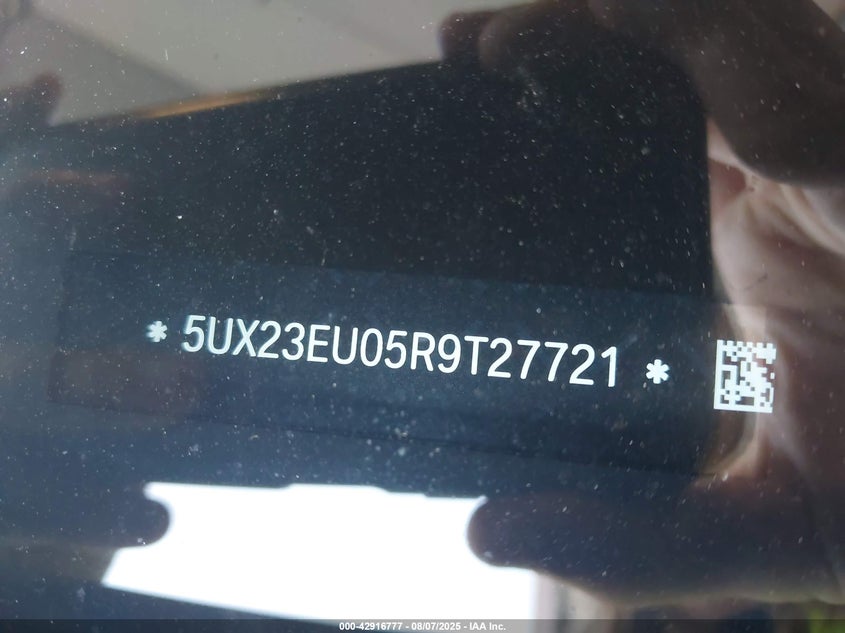 * 5UX23EU05R9T27721 *
000-42916777 - 08/07/2025 - IAA Inc.